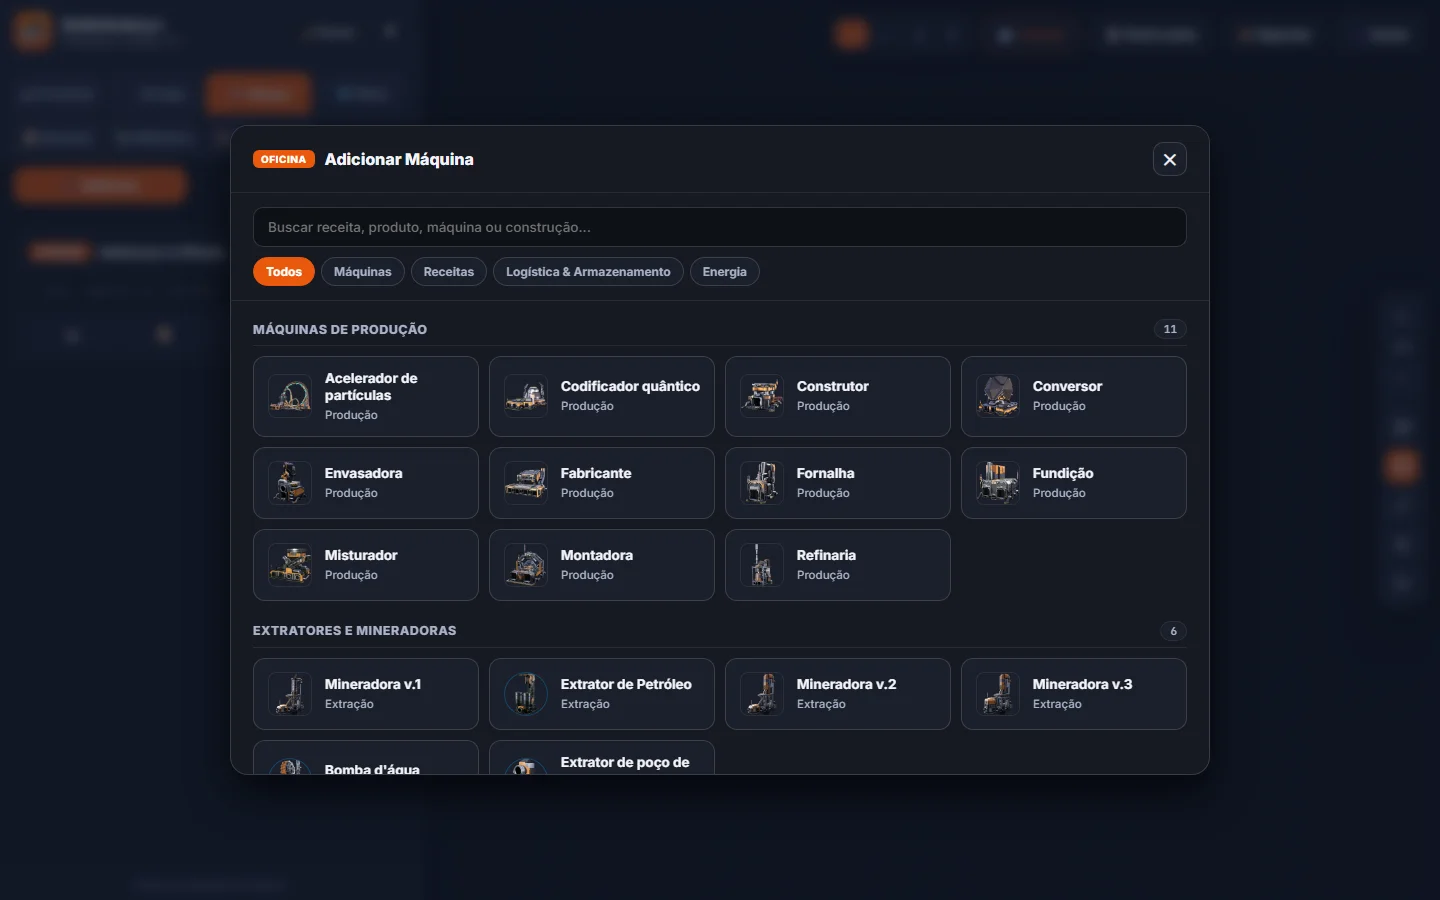 OFICINA Adicionar Máquina
Buscar receita, produto, máquina ou construção...
Todos Máquinas Receitas Logística & Armazenamento Energia
MÁQUINAS DE PRODUÇÃO 11
Acelerador de
partículas
Produção
Codificador quântico
Produção
Construtor
Produção
Conversor
Produção
Envasadora
Produção
Fabricante
Produção
Fornalha
Produção
Fundição
Produção
Misturador
Produção
Montadora
Produção
Refinaria
Produção
EXTRATORES E MINERADORAS 6
Mineradora v.1
Extração
Extrator de Petróleo
Extração
Mineradora v.2
Extração
Mineradora v.3
Extração
Bomba d'água
Extrator de poço de